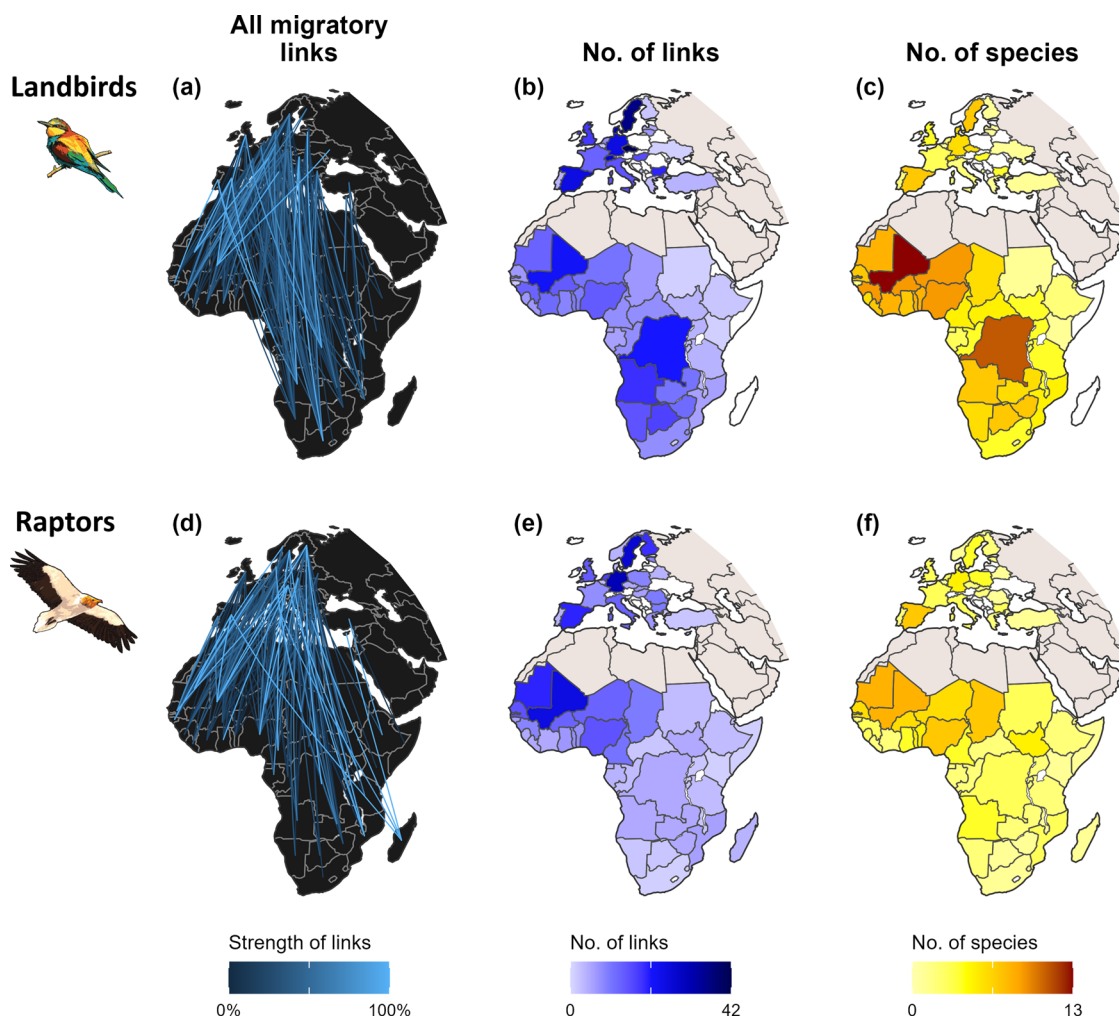 All migratory
links
No. of links
No. of species
Landbirds
(a)
(b)
(c)
Raptors
(d)
(e)
(f)
Strength of links
No. of links
No. of species
0%
100%
0
42
0
13